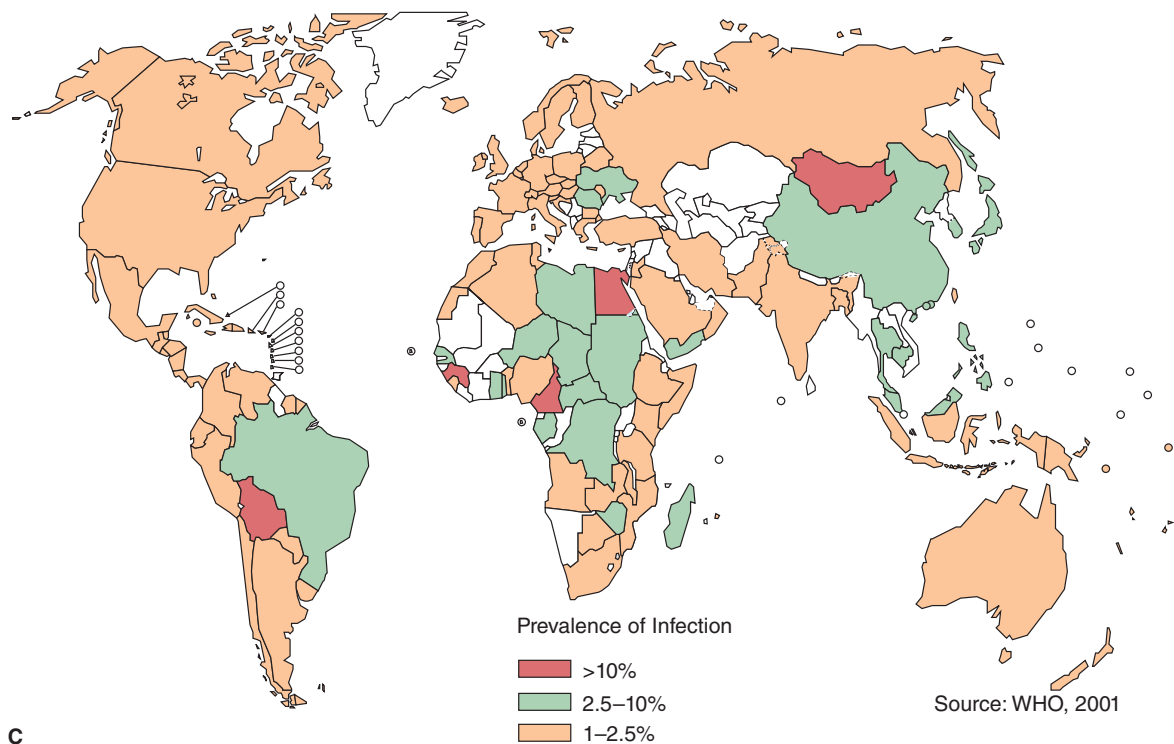 Prevalence of Infection
>10%
2.5–10%
1–2.5%
Source: WHO, 2001
C